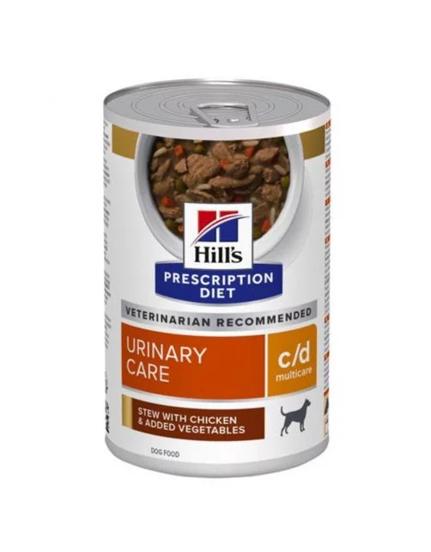 Hill's
PRESCRIPTION
DIET
VETERINARIAN RECOMMENDED
URINARY
CARE
c/d
multicare
STEW WITH CHICKEN
& ADDED VEGETABLES
DOG FOOD